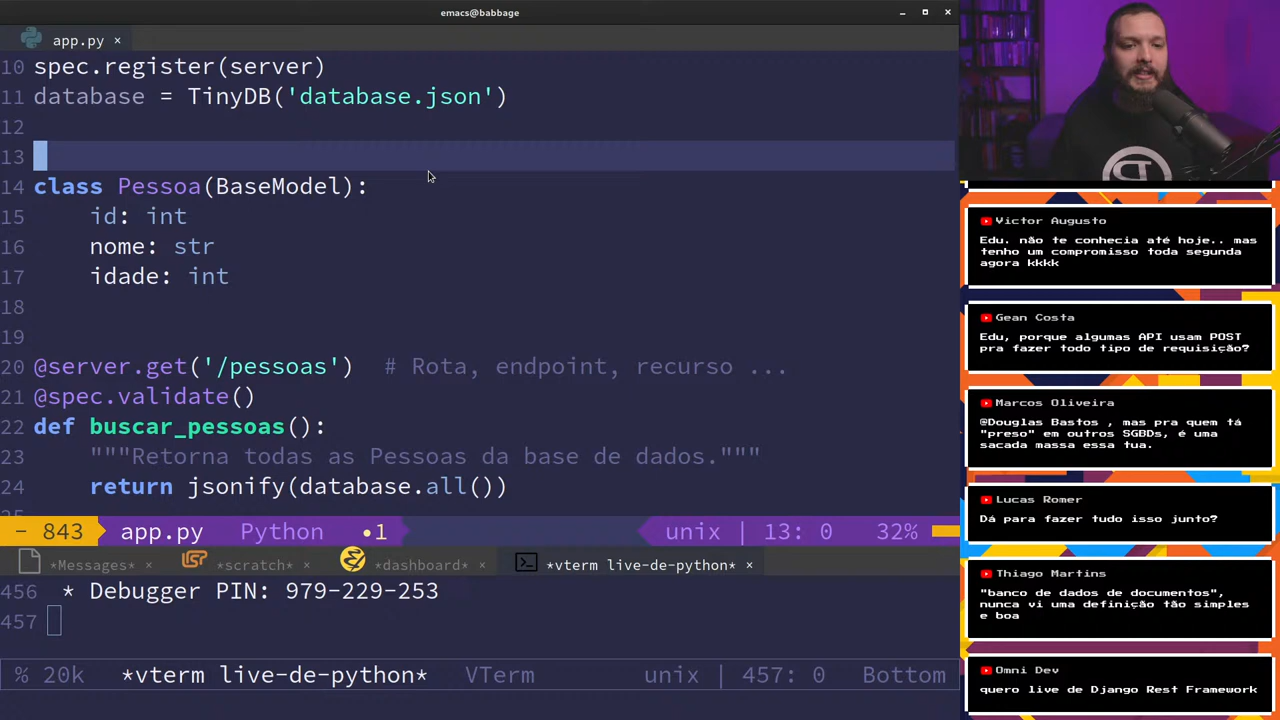 emacs@babbage
app.py ×
10 spec.register(server)
11 database = TinyDB('database.json')
12
13
14 class Pessoa(BaseModel):
15 id: int
16 nome: str
17 idade: int
18
19
20 @server.get('/pessoas')  # Rota, endpoint, recurso ...
21 @spec.validate()
22 def buscar_pessoas():
23 """Retorna todas as Pessoas da base de dados."""
24 return jsonify(database.all())
- 843 app.py Python •1 unix | 13: 0 32%
*Messages* × *scratch* × *dashboard* × *vterm live-de-python* ×
456 * Debugger PIN: 979-229-253
457
% 20k *vterm live-de-python* VTerm unix | 457: 0 Bottom
Victor Augusto
Edu. não te conhecia até hoje.. mas
tenho um compromisso toda segunda
agora kkkk
Gean Costa
Edu, porque algumas API usam POST
pra fazer todo tipo de requisição?
Marcos Oliveira
@Douglas Bastos , mas pra quem tá
"preso" em outros SGBDs, é uma
sacada massa essa tua.
Lucas Romer
Dá para fazer tudo isso junto?
Thiago Martins
"banco de dados de documentos",
nunca vi uma definição tão simples
e boa
Omni Dev
quero live de Django Rest Framework